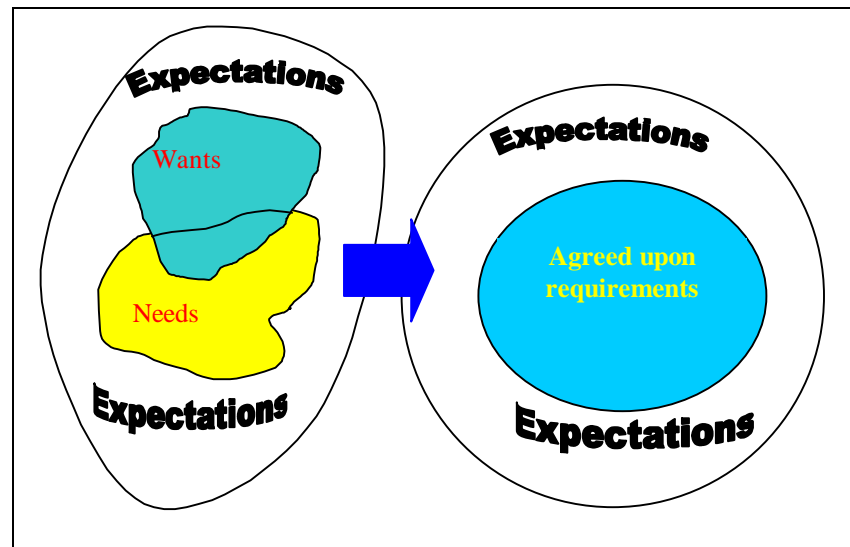 Expectations
Wants
Needs
Expectations
Expectations
Agreed upon
requirements
Expectations